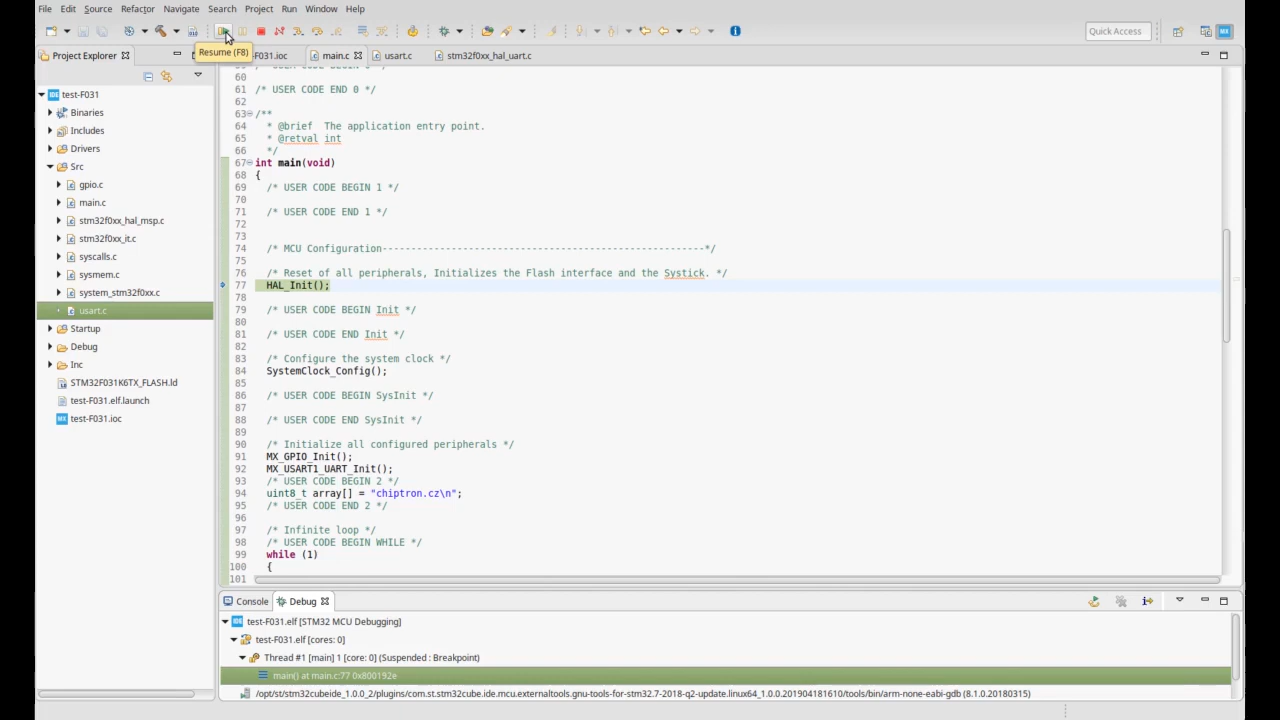 File Edit Source Refactor Navigate Search Project Run Window Help
Quick Access
Resume (F8)
Project Explorer
-F031.ioc main.c usart.c stm32f0xx_hal_uart.c
test-F031
Binaries
Includes
Drivers
Src
gpio.c
main.c
stm32f0xx_hal_msp.c
stm32f0xx_it.c
syscalls.c
sysmem.c
system_stm32f0xx.c
usart.c
Startup
Debug
Inc
STM32F031K6TX_FLASH.ld
test-F031.elf.launch
test-F031.ioc
60
61 /* USER CODE END 0 */
62
63 /**
64 * @brief The application entry point.
65 * @retval int
66 */
67 int main(void)
68 {
69 /* USER CODE BEGIN 1 */
70
71 /* USER CODE END 1 */
72
73
74 /* MCU Configuration--------------------------------------------------------*/
75
76 /* Reset of all peripherals, Initializes the Flash interface and the Systick. */
77 HAL_Init();
78
79 /* USER CODE BEGIN Init */
80
81 /* USER CODE END Init */
82
83 /* Configure the system clock */
84 SystemClock_Config();
85
86 /* USER CODE BEGIN SysInit */
87
88 /* USER CODE END SysInit */
89
90 /* Initialize all configured peripherals */
91 MX_GPIO_Init();
92 MX_USART1_UART_Init();
93 /* USER CODE BEGIN 2 */
94 uint8_t array[] = "chiptron.cz\n";
95 /* USER CODE END 2 */
96
97 /* Infinite loop */
98 /* USER CODE BEGIN WHILE */
99 while (1)
100 {
101
Console Debug
test-F031.elf [STM32 MCU Debugging]
test-F031.elf [cores: 0]
Thread #1 [main] 1 [core: 0] (Suspended : Breakpoint)
main() at main.c:77 0x800192e
/opt/st/stm32cubeide_1.0.0_2/plugins/com.st.stm32cube.ide.mcu.externaltools.gnu-tools-for-stm32.7-2018-q2-update.linux64_1.0.0.201904181610/tools/bin/arm-none-eabi-gdb (8.1.0.20180315)